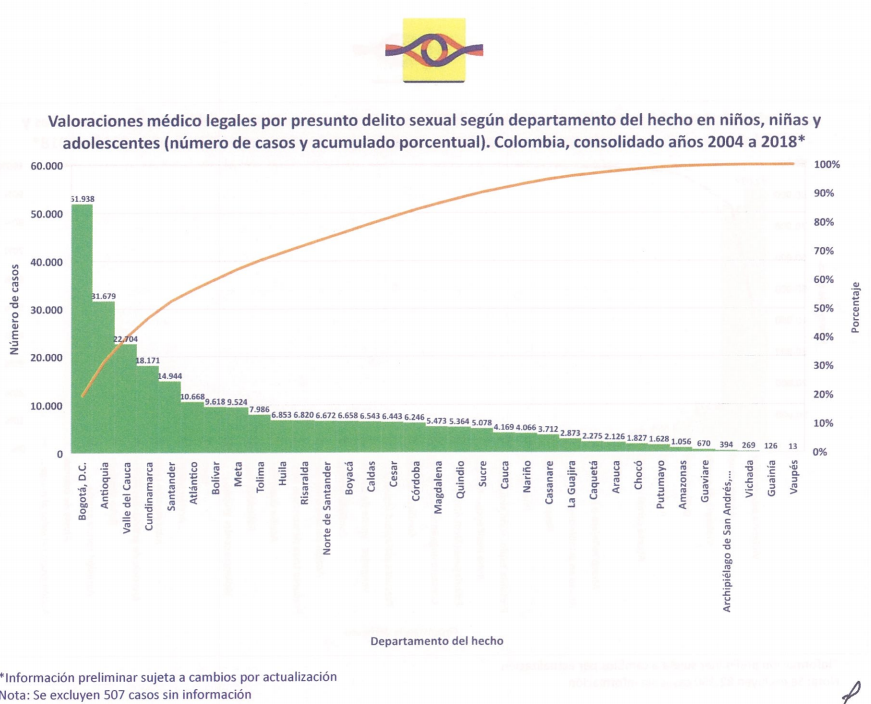 Valoraciones médico legales por presunto delito sexual según departamento del hecho en niños, niñas y
adolescentes (número de casos y acumulado porcentual). Colombia, consolidado años 2004 a 2018*
60.000
50.000
40.000
30.000
20.000
10.000
0
Número de casos
51.938
31.679
22.704
18.171
14.944
10.668
9.618
9.524
7.986
6.853
6.820
6.672
6.658
6.543
6.443
6.246
5.473
5.364
5.078
4.169
4.066
3.712
2.873
2.275
2.126
1.827
1.628
1.056
670
394
269
126
13
100%
90%
80%
70%
60%
50%
40%
30%
20%
10%
0%
Porcentaje
Bogotá, D.C.
Antioquia
Valle del Cauca
Cundinamarca
Santander
Atlántico
Bolívar
Meta
Tolima
Huila
Risaralda
Norte de Santander
Boyacá
Caldas
Cesar
Córdoba
Magdalena
Quindío
Sucre
Cauca
Nariño
Casanare
La Guajira
Caquetá
Arauca
Chocó
Putumayo
Amazonas
Guaviare
Archipiélago de San Andrés,...
Vichada
Guainía
Vaupés
Departamento del hecho
*Información preliminar sujeta a cambios por actualización
Nota: Se excluyen 507 casos sin información